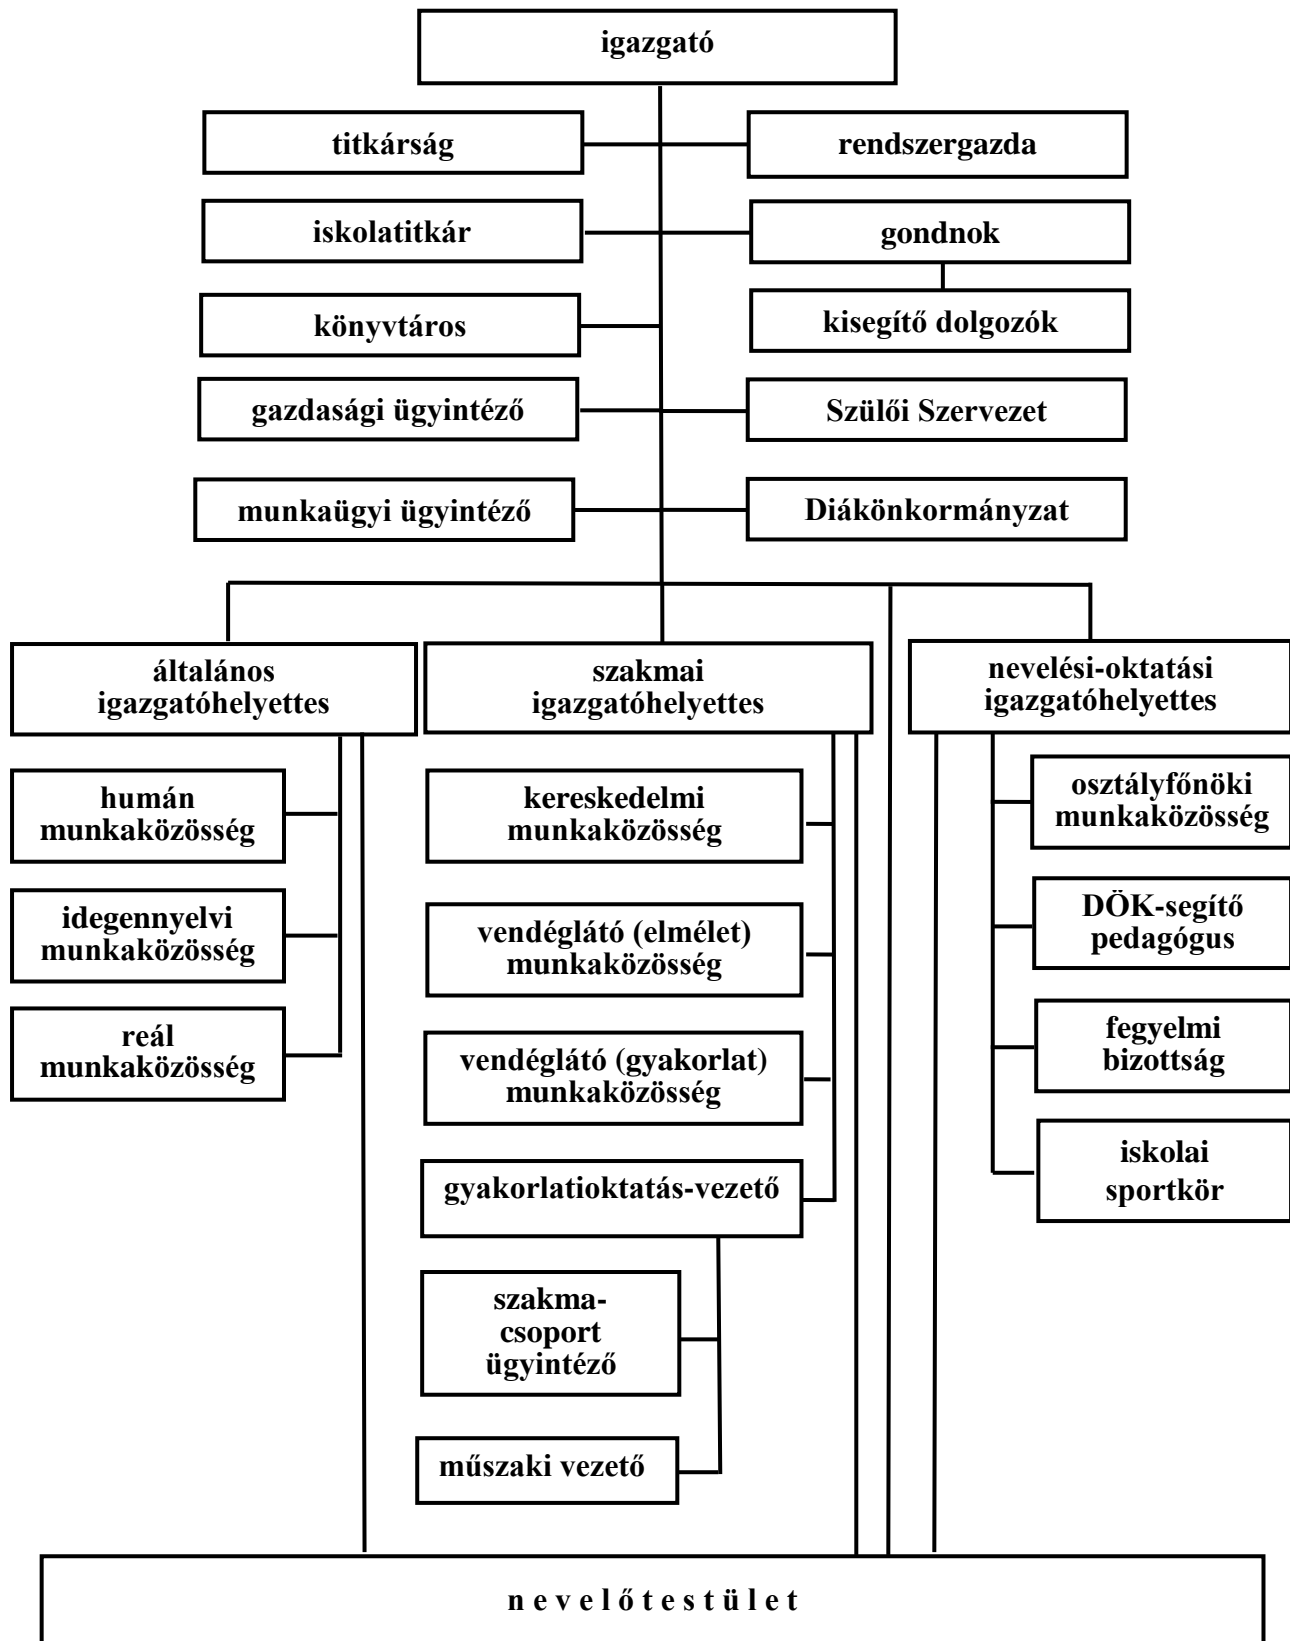 igazgató
titkárság
rendszergazda
iskolatitkár
gondnok
könyvtáros
kisegítő dolgozók
gazdasági ügyintéző
Szülői Szervezet
munkaügyi ügyintéző
Diákönkormányzat
általános
igazgatóhelyettes
szakmai
igazgatóhelyettes
nevelési-oktatási
igazgatóhelyettes
humán
munkaközösség
idegennyelvi
munkaközösség
reál
munkaközösség
kereskedelmi
munkaközösség
vendéglátó (elmélet)
munkaközösség
vendéglátó (gyakorlat)
munkaközösség
gyakorlatioktatás-vezető
szakma-
csoport
ügyintéző
műszaki vezető
osztályfőnöki
munkaközösség
DÖK-segítő
pedagógus
fegyelmi
bizottság
iskolai
sportkör
n e v e l ő t e s t ü l e t